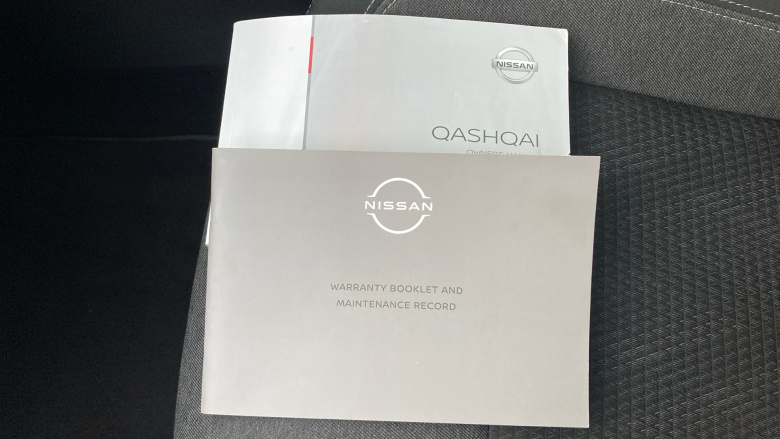 NISSAN
QASHQAI
NISSAN
WARRANTY BOOKLET AND
MAINTENANCE RECORD